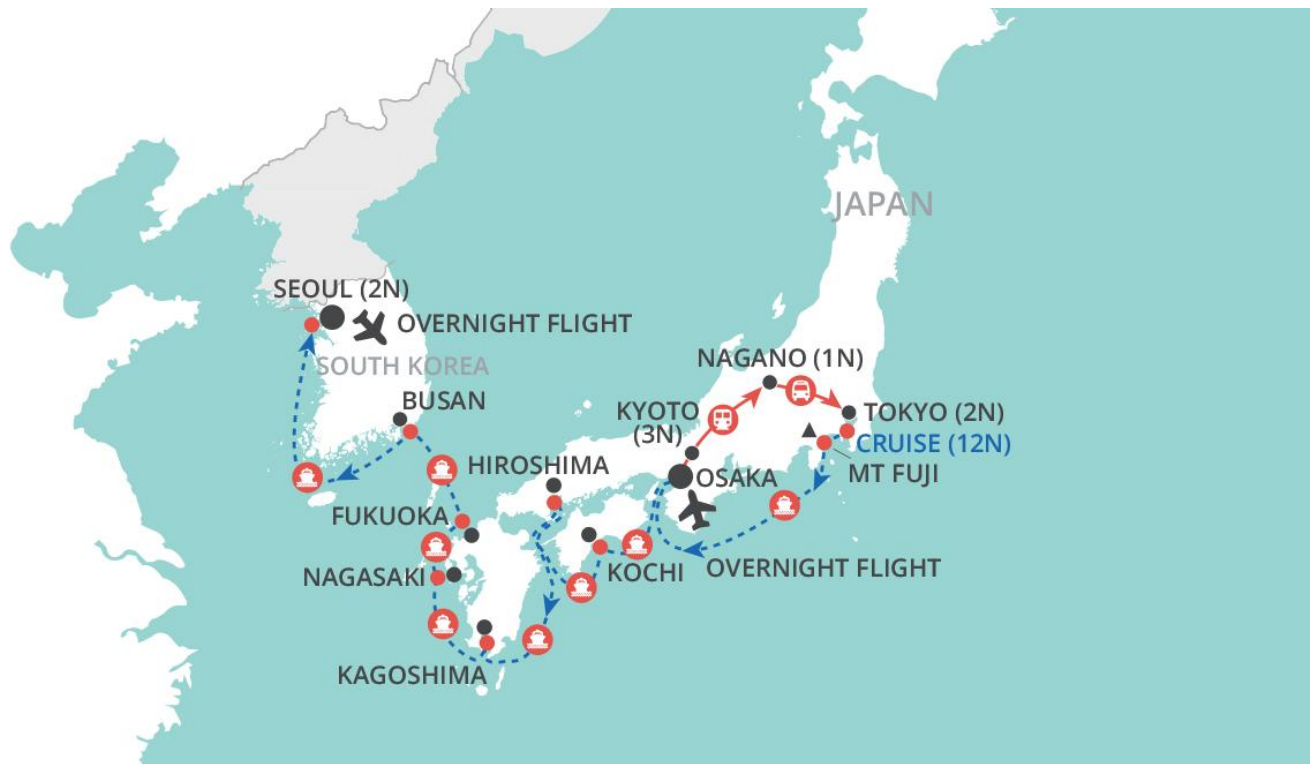 JAPAN
SEOUL (2N)
OVERNIGHT FLIGHT
SOUTH KOREA
BUSAN
NAGANO (1N)
KYOTO
(3N)
TOKYO (2N)
CRUISE (12N)
MT FUJI
HIROSHIMA
OSAKA
FUKUOKA
KOCHI
OVERNIGHT FLIGHT
NAGASAKI
KAGOSHIMA